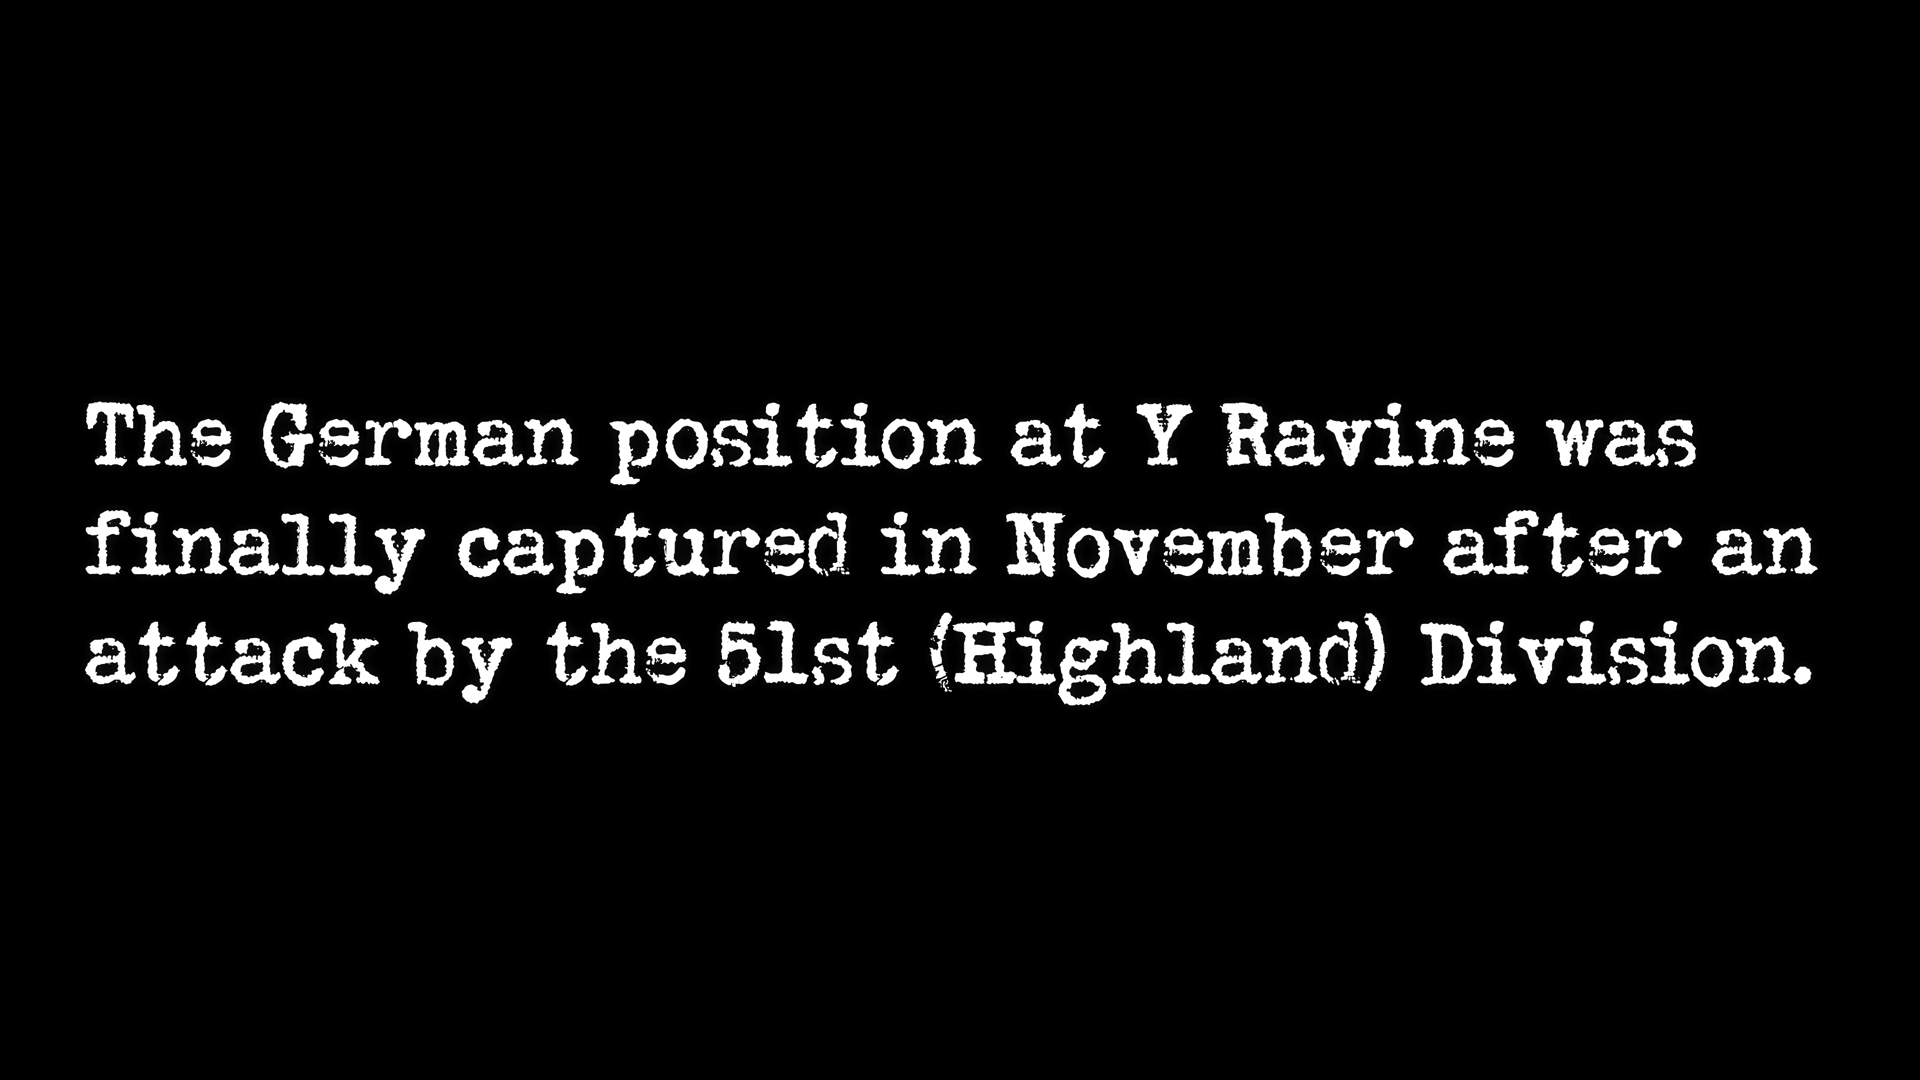 The German position at Y Ravine was
finally captured in November after an
attack by the 51st (Highland) Division.